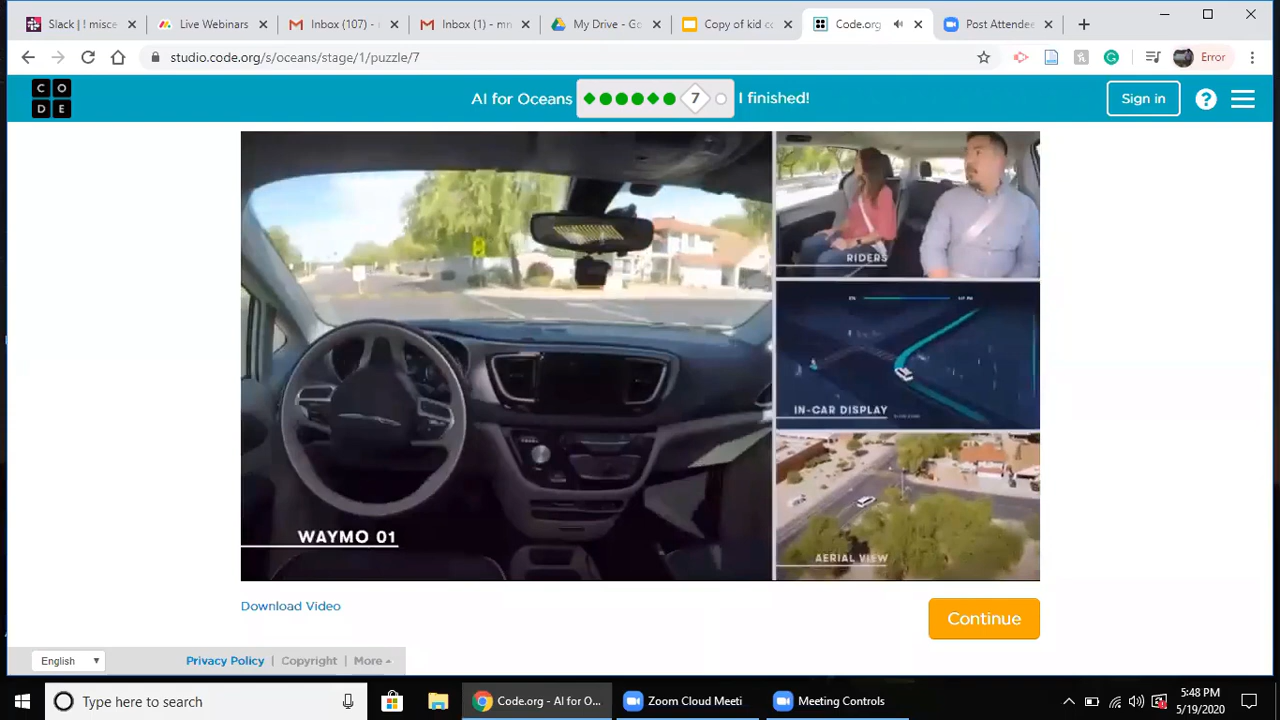 Slack | ! misce
Live Webinars
Inbox (107) -
Inbox (1) - mn
My Drive - Go
Copy of kid co
Code.org
Post Attendee
studio.code.org/s/oceans/stage/1/puzzle/7
Error
C O
D E
AI for Oceans
7
I finished!
Sign in
?
RIDERS
IN-CAR DISPLAY
WAYMO 01
AERIAL VIEW
Download Video
Continue
English
Privacy Policy | Copyright | More
Type here to search
Code.org - AI for O...
Zoom Cloud Meeti
Meeting Controls
5:48 PM
5/19/2020